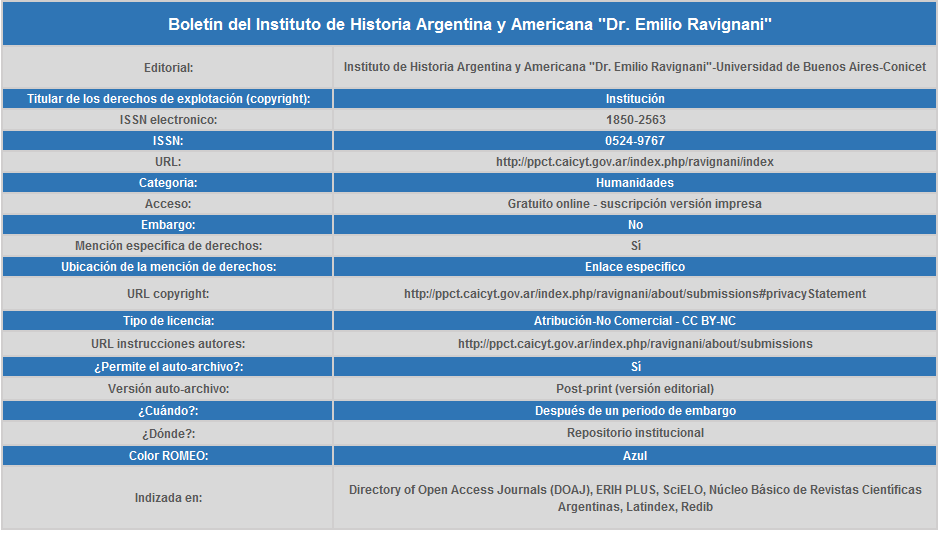 Boletín del Instituto de Historia Argentina y Americana "Dr. Emilio Ravignani"
Editorial: Instituto de Historia Argentina y Americana "Dr. Emilio Ravignani"-Universidad de Buenos Aires-Conicet
Titular de los derechos de explotación (copyright): Institución
ISSN electronico: 1850-2563
ISSN: 0524-9767
URL: http://ppct.caicyt.gov.ar/index.php/ravignani/index
Categoria: Humanidades
Acceso: Gratuito online - suscripción versión impresa
Embargo: No
Mención específica de derechos: Sí
Ubicación de la mención de derechos: Enlace especifico
URL copyright: http://ppct.caicyt.gov.ar/index.php/ravignani/about/submissions#privacyStatement
Tipo de licencia: Atribución-No Comercial - CC BY-NC
URL instrucciones autores: http://ppct.caicyt.gov.ar/index.php/ravignani/about/submissions
¿Permite el auto-archivo?: Sí
Versión auto-archivo: Post-print (versión editorial)
¿Cuándo?: Después de un periodo de embargo
¿Dónde?: Repositorio institucional
Color ROMEO: Azul
Indizada en: Directory of Open Access Journals (DOAJ), ERIH PLUS, SciELO, Núcleo Básico de Revistas Científicas
Argentinas, Latindex, Redib